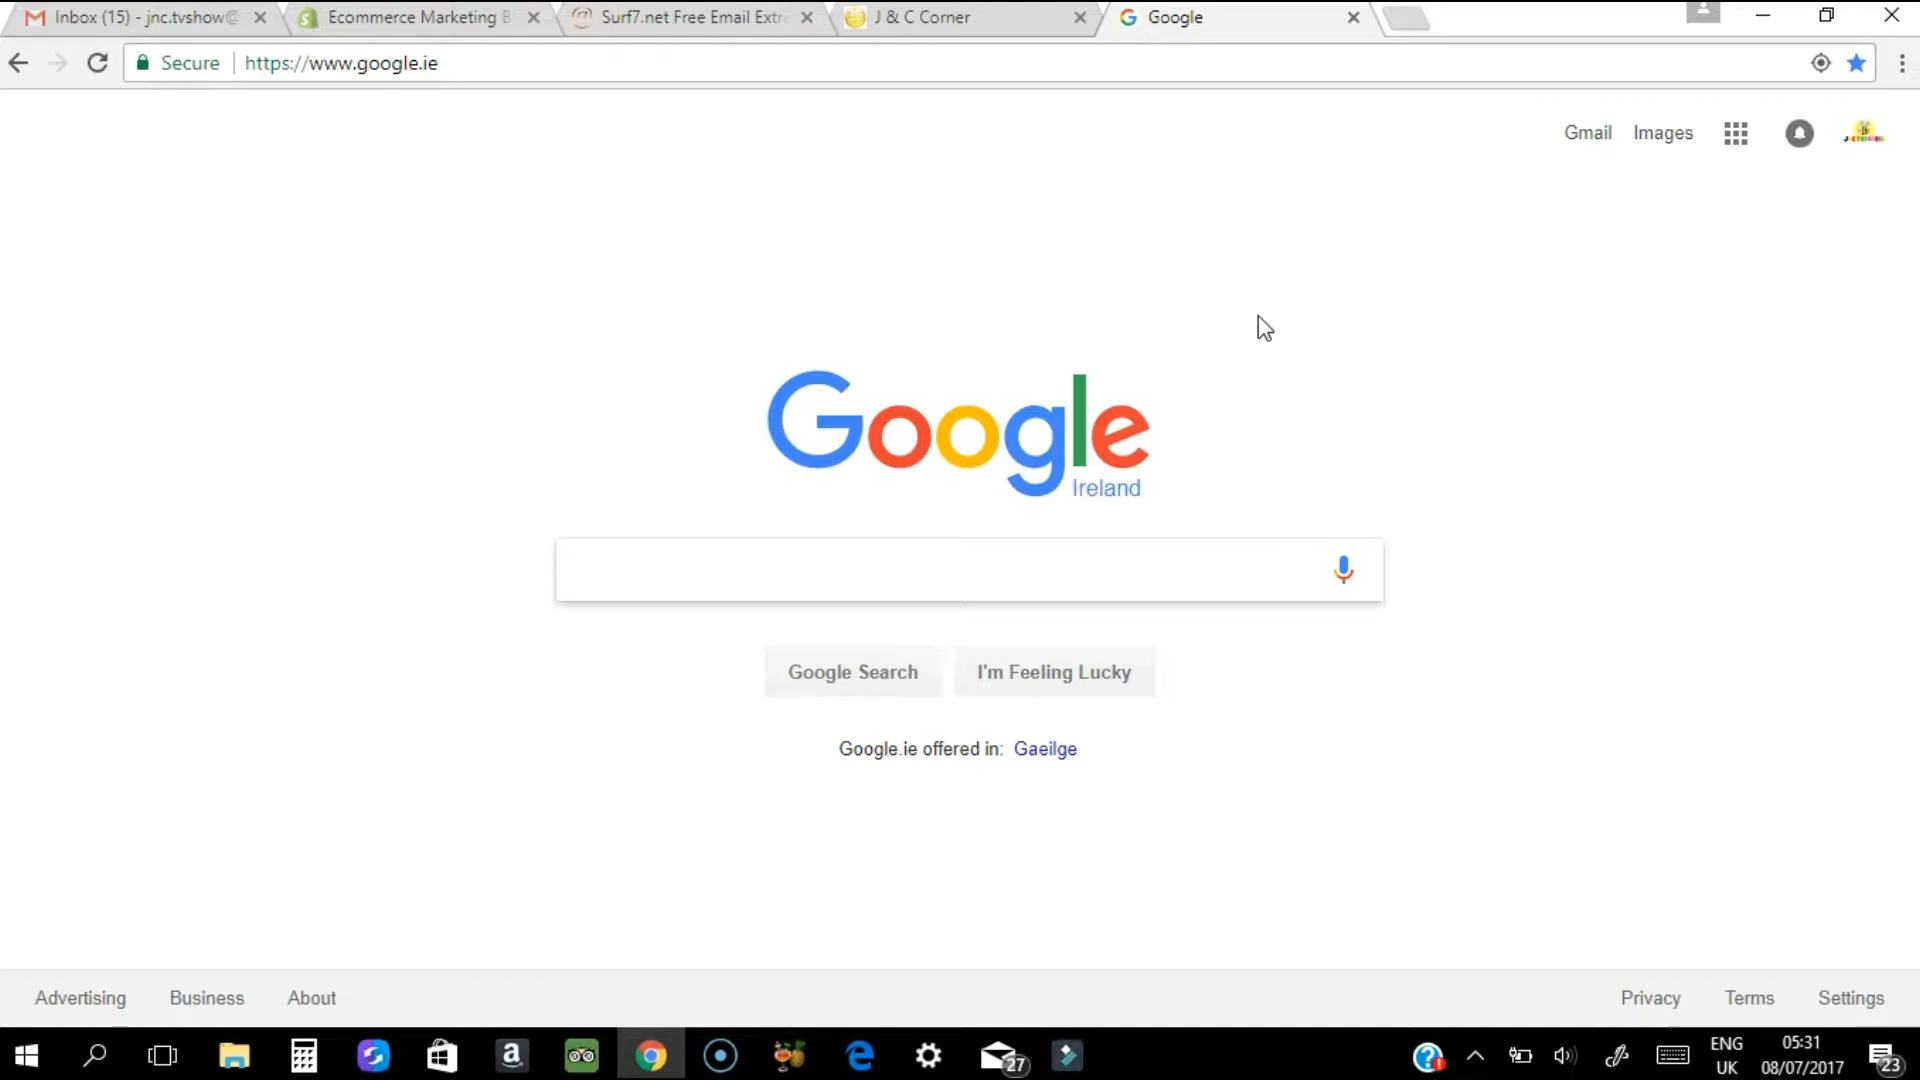 Inbox (15) - jnc.tvshow@
Ecommerce Marketing B
Surf7.net Free Email Extr
J & C Corner
Google
Secure
https://www.google.ie
Gmail
Images
Google
Ireland
Google Search
I'm Feeling Lucky
Google.ie offered in: Gaeilge
Advertising
Business
About
Privacy
Terms
Settings
27
ENG
UK
05:31
08/07/2017
23